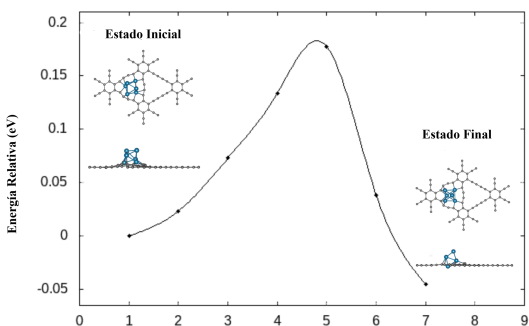 0.2
Estado Inicial
0.15
Estado Final
0.1
0.05
0
-0.05
Energía Relativa (eV)
0 1 2 3 4 5 6 7 8 9